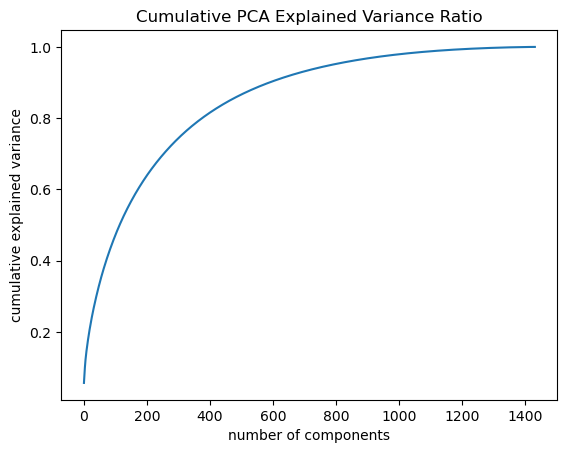 Cumulative PCA Explained Variance Ratio
cumulative explained variance
1.0
0.8
0.6
0.4
0.2
0 200 400 600 800 1000 1200 1400
number of components